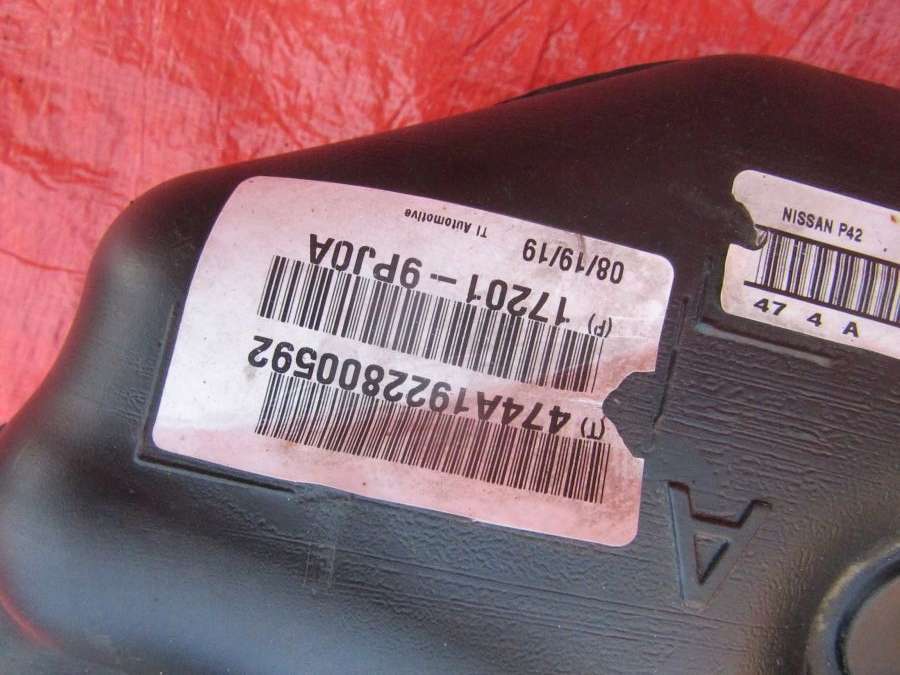 TI Automotive
08/19/19
(P) 17201-9PJ0A
(T) 474A1922800592
NISSAN P42
47 4 A
A